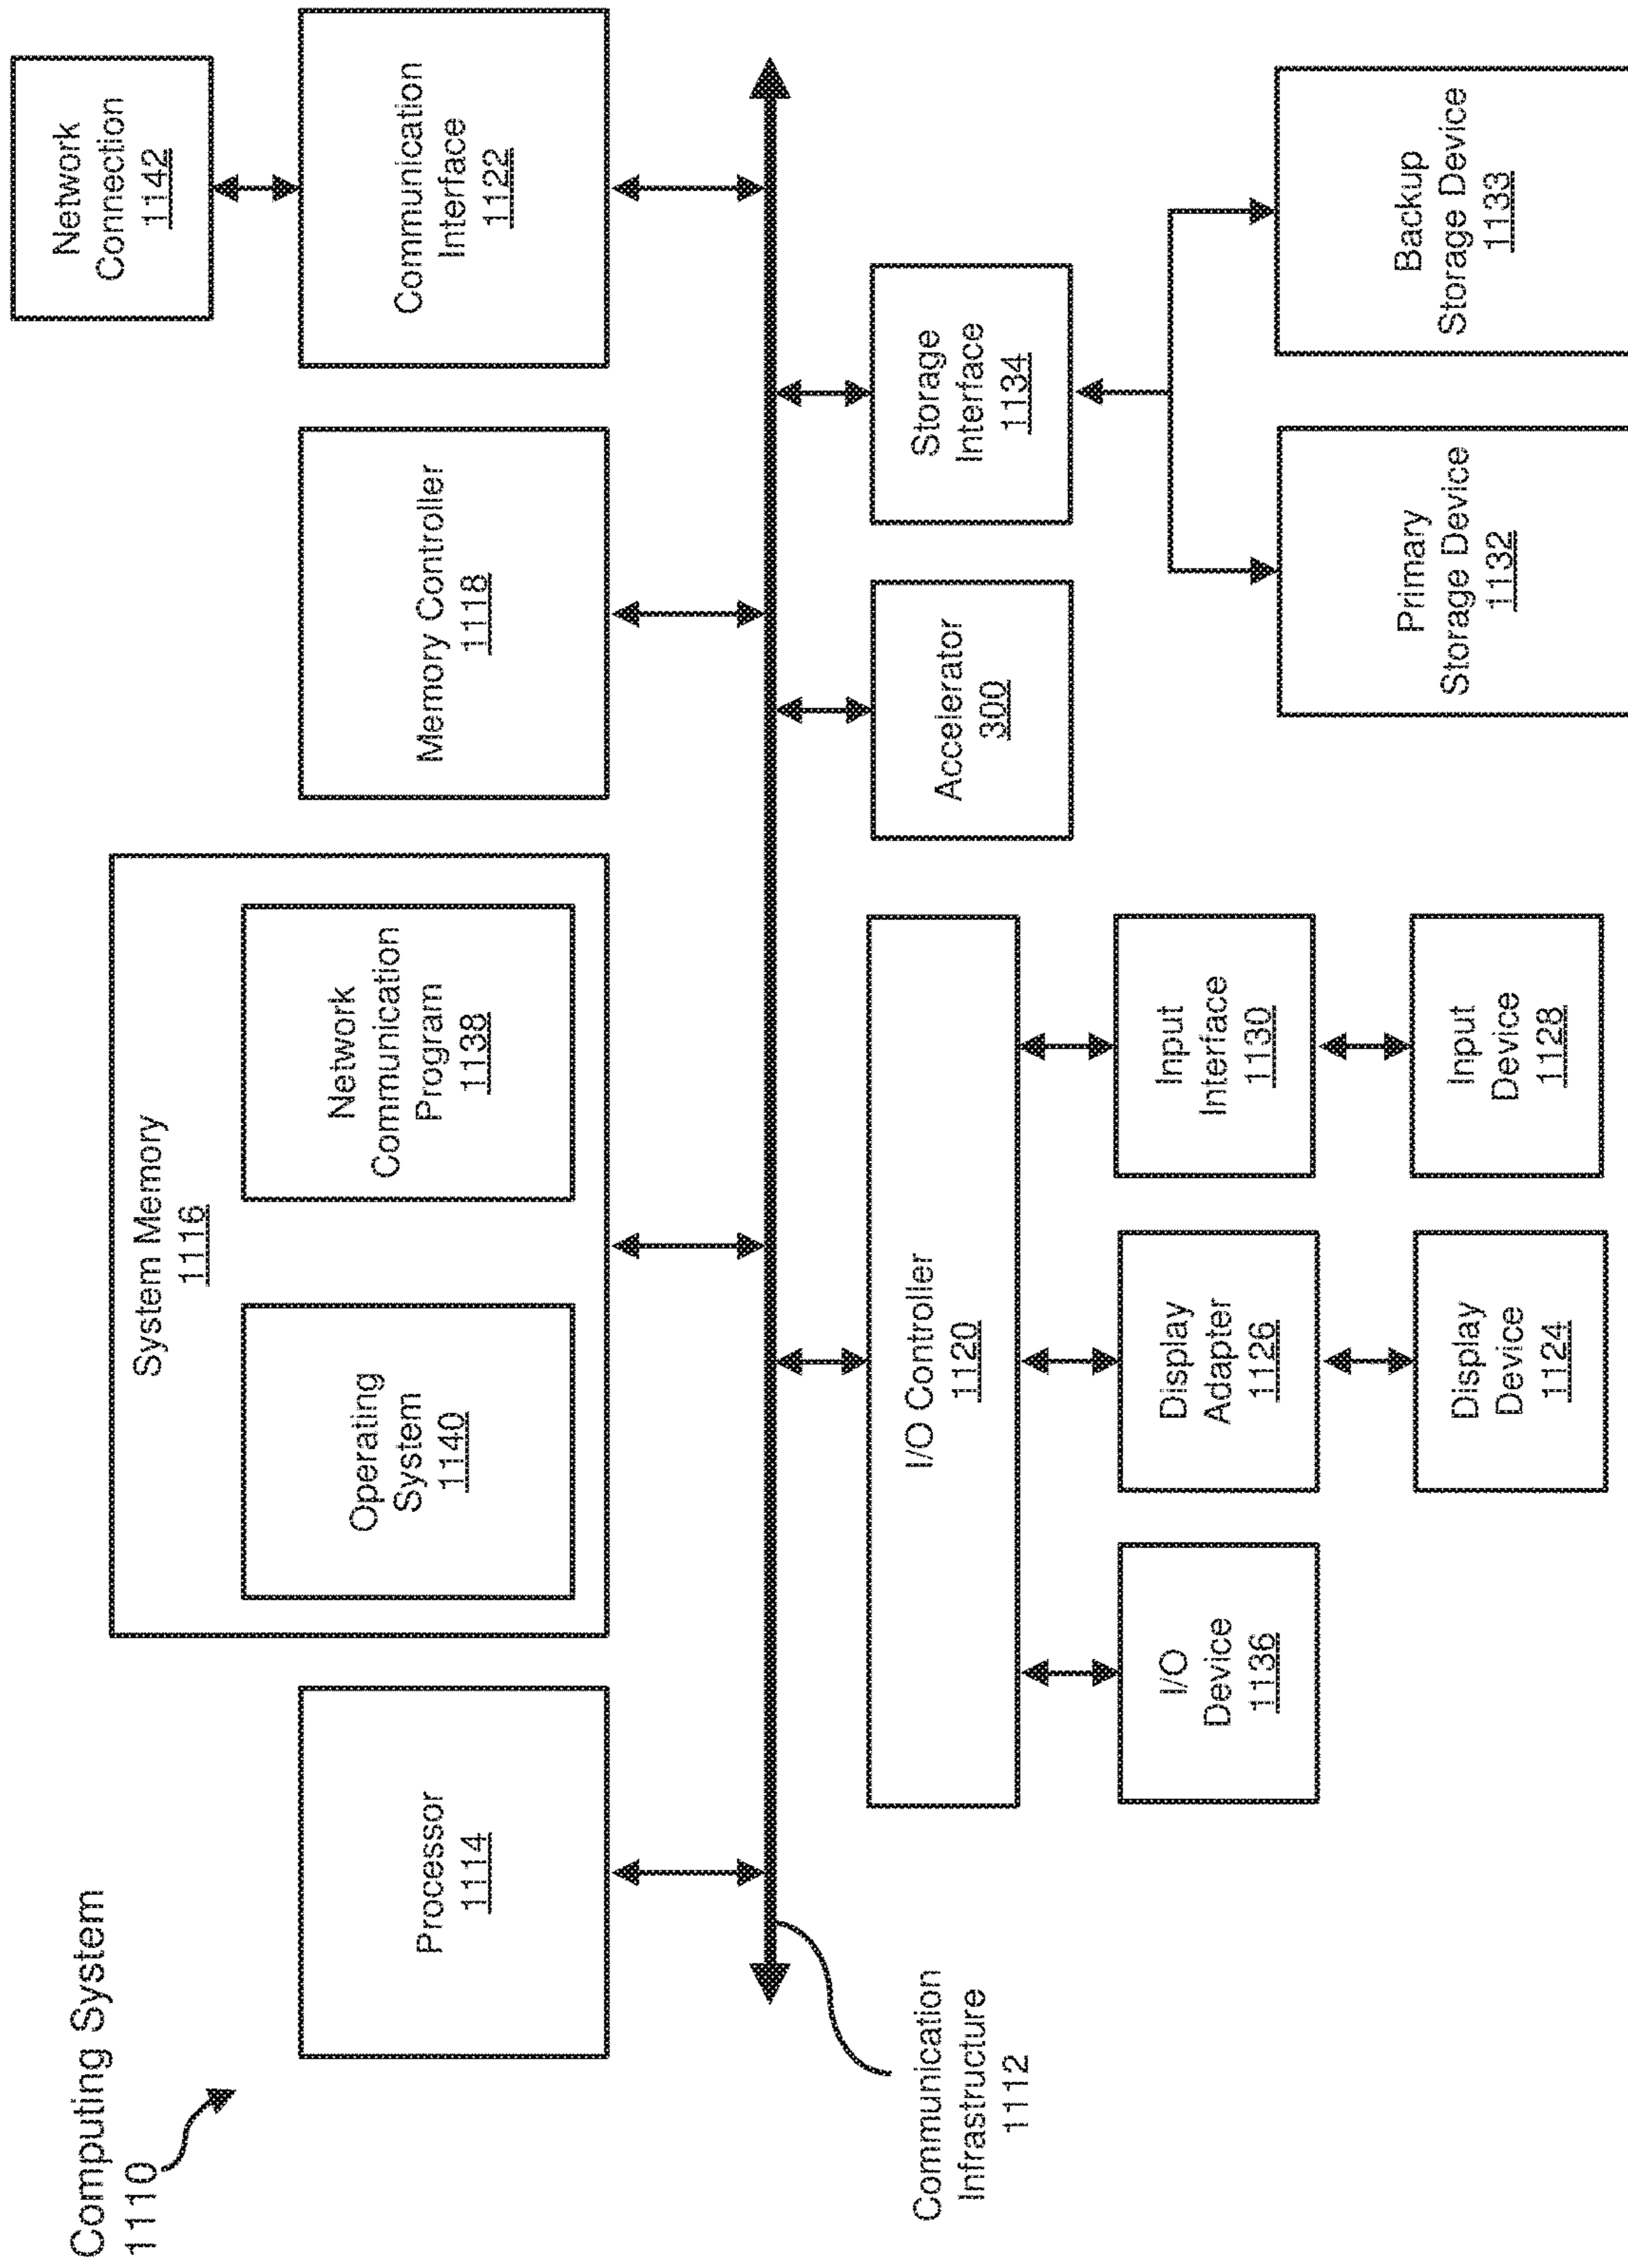 Computing System
1110
System Memory
1116
Network
Connection
1142
Processor
1114
Operating
System
1140
Network
Communication
Program
1138
Memory Controller
1118
Communication
Interface
1122
Communication
Infrastructure
1112
I/O Controller
1120
Accelerator
300
Storage
Interface
1134
I/O
Device
1136
Display
Adapter
1126
Input
Interface
1130
Display
Device
1124
Input
Device
1128
Primary
Storage Device
1132
Backup
Storage Device
1133